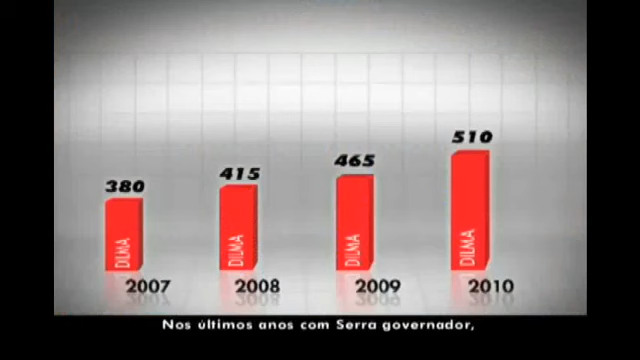 380
415
465
510
DILMA
DILMA
DILMA
DILMA
2007
2008
2009
2010
Nos últimos anos com Serra governador,